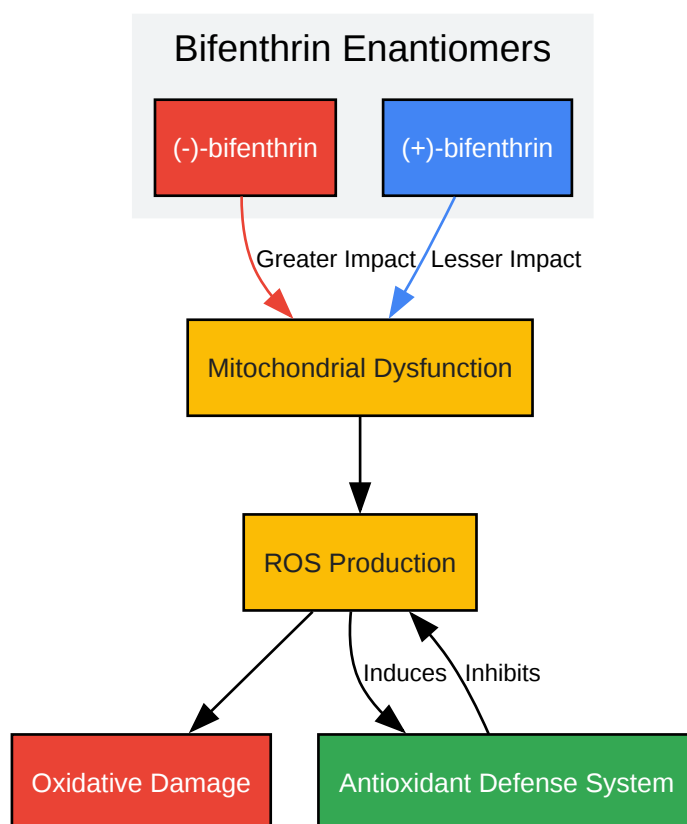 Bifenthrin Enantiomers
(-)-bifenthrin
(+)-bifenthrin
Greater Impact
Lesser Impact
Mitochondrial Dysfunction
ROS Production
Induces
Inhibits
Oxidative Damage
Antioxidant Defense System